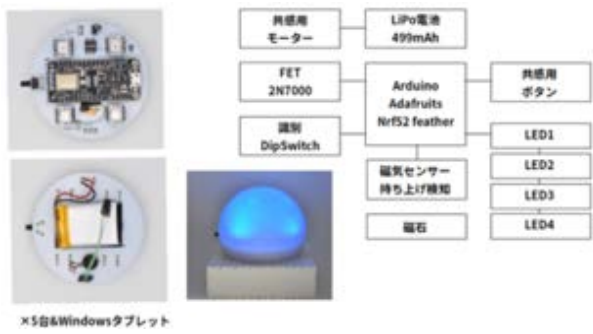 共感用
モーター
LiPo電池
499mAh
FET
2N7000
Arduino
Adafruits
Nrf52 feather
共感用
ボタン
識別
DipSwitch
LED1
LED2
磁気センサー
持ち上げ検知
LED3
磁石
LED4
×5台&Windowsタブレット